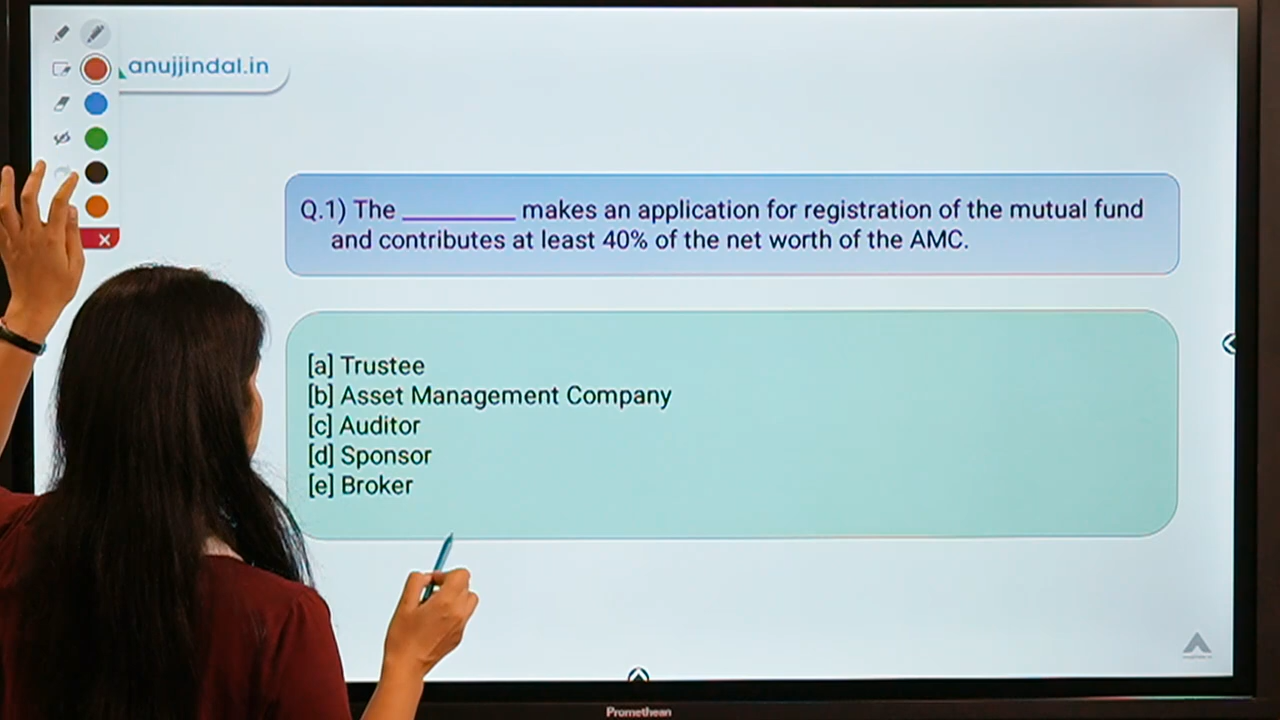 anujjindal.in
Q.1) The ________ makes an application for registration of the mutual fund
and contributes at least 40% of the net worth of the AMC.
[a] Trustee
[b] Asset Management Company
[c] Auditor
[d] Sponsor
[e] Broker
Promethean